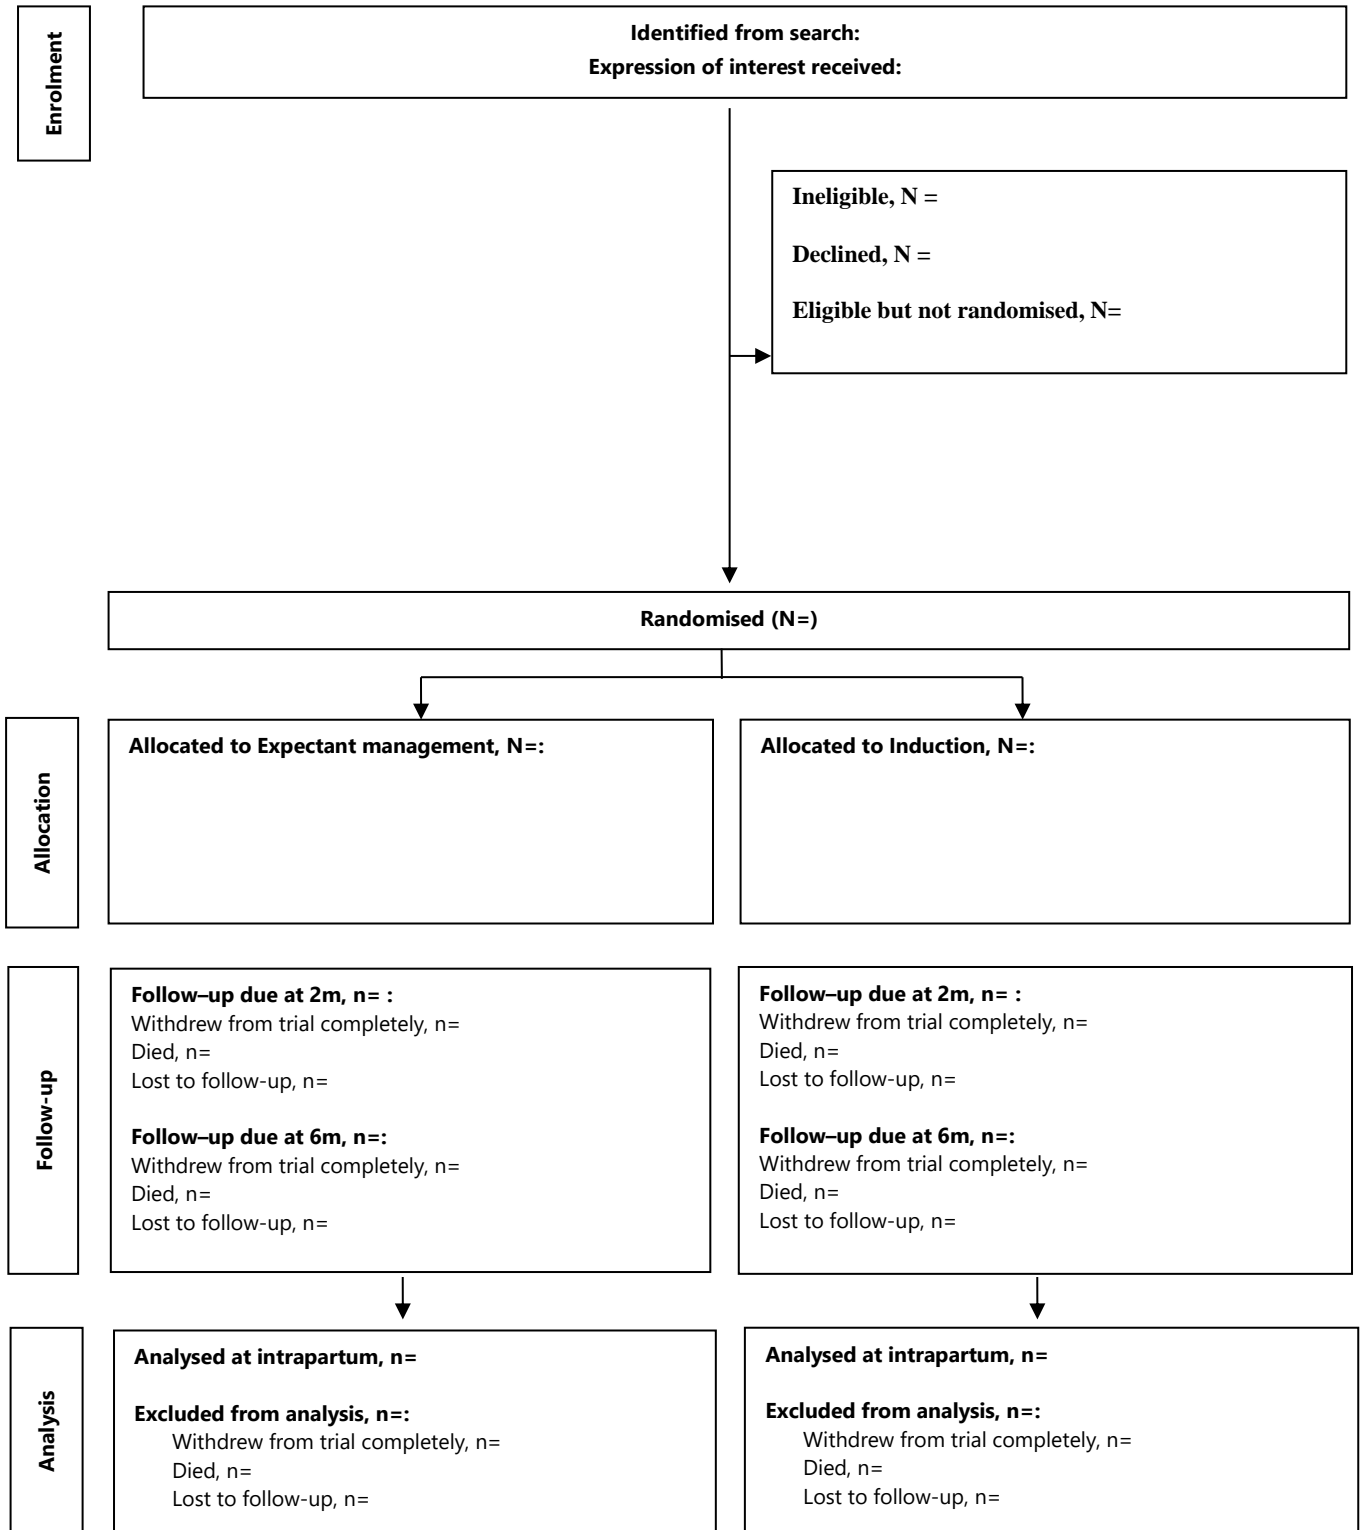 Enrolment
Identified from search:
Expression of interest received:
Ineligible, N =
Declined, N =
Eligible but not randomised, N=
Randomised (N=)
Allocation
Allocated to Expectant management, N=:
Allocated to Induction, N=:
Follow-up
Follow–up due at 2m, n= :
Withdrew from trial completely, n=
Died, n=
Lost to follow-up, n=
Follow–up due at 6m, n=:
Withdrew from trial completely, n=
Died, n=
Lost to follow-up, n=
Follow–up due at 2m, n= :
Withdrew from trial completely, n=
Died, n=
Lost to follow-up, n=
Follow–up due at 6m, n=:
Withdrew from trial completely, n=
Died, n=
Lost to follow-up, n=
Analysis
Analysed at intrapartum, n=
Excluded from analysis, n=:
Withdrew from trial completely, n=
Died, n=
Lost to follow-up, n=
Analysed at intrapartum, n=
Excluded from analysis, n=:
Withdrew from trial completely, n=
Died, n=
Lost to follow-up, n=